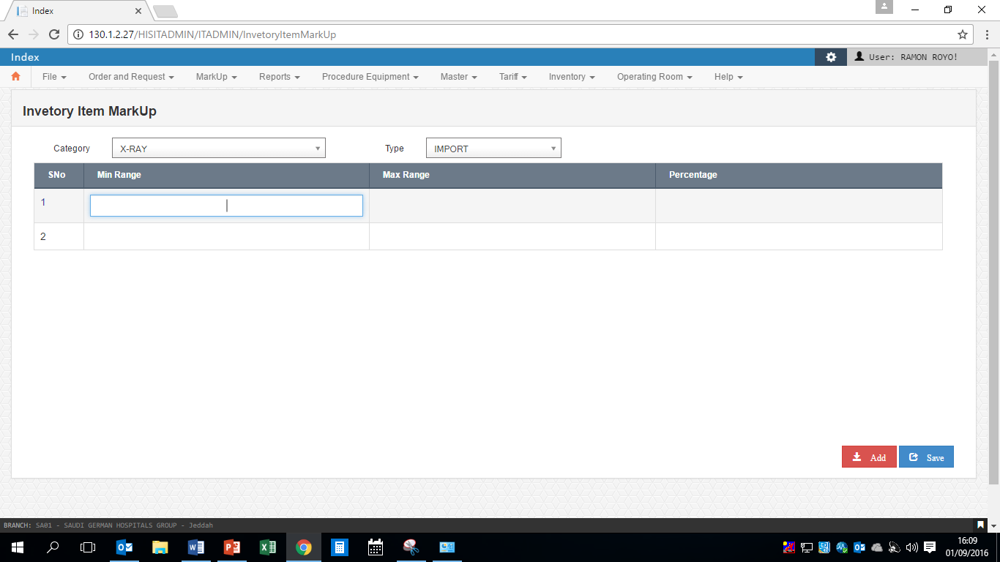 Index
130.1.2.27/HISITADMIN/ITADMIN/InvetoryItemMarkUp
Index
User: RAMON ROYO!
File Order and Request MarkUp Reports Procedure Equipment Master Tariff Inventory Operating Room Help
Invetory Item MarkUp
Category X-RAY Type IMPORT
SNo Min Range Max Range Percentage
1
2
Add Save
BRANCH: SA01 - SAUDI GERMAN HOSPITALS GROUP - Jeddah
16:09
01/09/2016